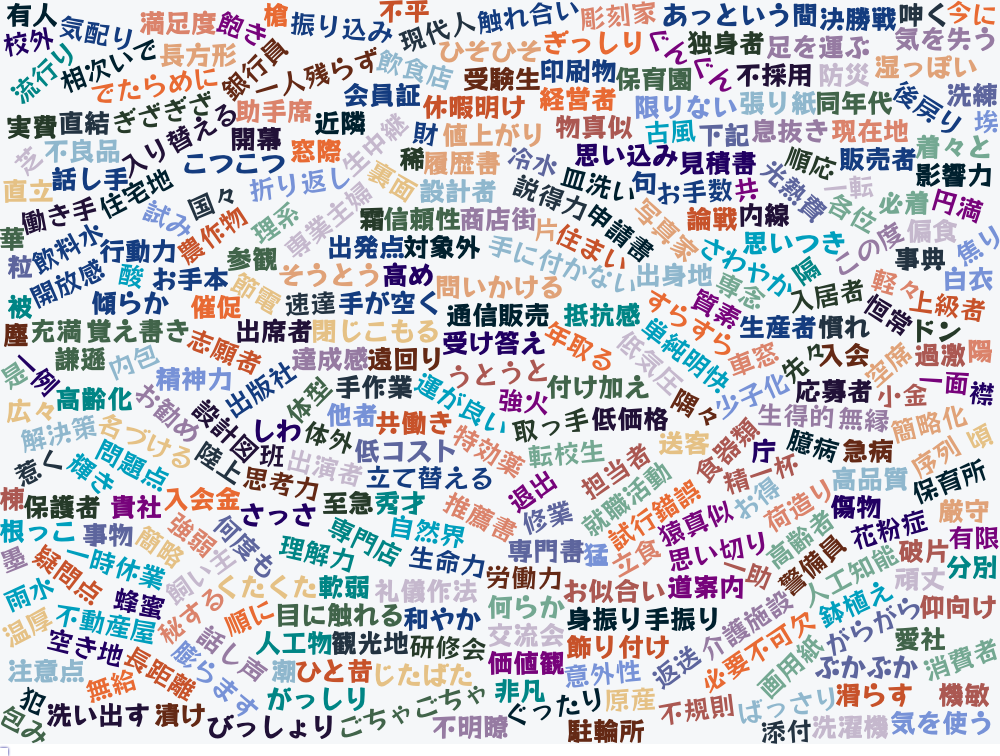 有人
気配り
満足度
飽き
槍
振り込み
不平
現代人
触れ合い
彫刻家
あっという間
決勝戦
呻く
今に
校外
流行り
相次いで
長方形
銀行員
一人残らず
ひそひそ
ぎっしり
ぐんぐん
独身者
足を運ぶ
気を失う
でたらめに
飲食店
受験生
印刷物
保育園
不採用
防災
湿っぽい
会員証
休暇明け
経営者
限りない
張り紙
同年代
後戻り
洗練
実費
直結
ぎざぎざ
助手席
近隣
財
値上がり
物真似
古風
下記
息抜き
現在地
埃
芝
不良品
入り替える
開幕
窓際
生中継
稀
履歴書
冷水
思い込み
見積書
順応
販売者
着々と
影響力
直立
話し手
住宅地
こつこつ
折り返し
裏面
設計者
説得力
皿洗い
句
お手数
共
光熱費
一転
働き手
試み
国々
理系
専業主婦
霜
信頼性
商店街
片
申請書
写真家
論戦
内線
各位
必着
円満
華
飲料水
行動力
農作物
参観
出発点
対象外
手に付かない
住まい
出身地
さわやか
思いつき
隔
この度
偏食
焦り
粒
開放感
酸
お手本
そうとう
高め
問いかける
専念
入居者
軽々
事典
白衣
被
傾らか
催促
節電
速達
手が空く
通信販売
抵抗感
すらすら
質素
恒常
上級者
塵
充満
覚え書き
志願者
出席者
閉じこもる
受け答え
年取る
単純明快
生産者
慣れ
ドン
是
一例
謙遜
内包
達成感
遠回り
低気圧
車窓
先々
入会
空席
過激
陽
精神力
出版社
体型
手作業
運が良い
うとうと
付け加え
少子化
応募者
小金
一面
襟
広々
高齢化
お勧め
設計図
他者
共働き
強火
取っ手
低価格
隅々
生得的
無縁
簡略化
頃
解決策
名づける
しわ
体外
低コスト
特効薬
転校生
送客
食器類
庁
臆病
急病
序列
惹く
輝き
問題点
陸上
班
思考力
出演者
立て替える
退出
担当者
精一杯
高品質
保育所
棟
保護者
貴社
入会金
さっさ
至急
秀才
推薦書
修業
就職活動
試行錯誤
猿真似
お得
荷造り
傷物
厳守
根っこ
事物
簡略
強弱
何度も
専門店
自然界
花粉症
有限
墨
疑問点
一時休業
飼い主
理解力
生命力
専門書
猛
立食
思い切り
高齢者
警備員
人工知能
破片
分別
雨水
蜂蜜
くたくた
軟弱
礼儀作法
労働力
お似合い
道案内
一助
頑丈
温厚
不動産屋
秘する
順に
目に触れる
和やか
何らか
身振り手振り
介護施設
鉢植え
仰向け
空き地
話し声
人工物
観光地
研修会
交流会
飾り付け
必要不可欠
がらがら
愛社
注意点
長距離
膨らます
潮
ひと昔
じたばた
価値観
意外性
返送
画用紙
ぶかぶか
消費者
無給
がっしり
非凡
原産
ばっさり
滑らす
機敏
犯
包み
洗い出す
漬け
びっしょり
ごちゃごちゃ
不明瞭
ぐったり
駐輪所
不規則
添付
洗濯機
気を使う